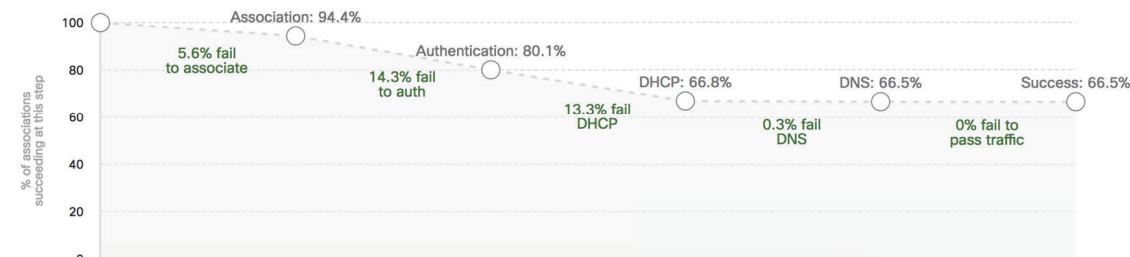 % of associations
succeeding at this step
100
80
60
40
20
0
Association: 94.4%
5.6% fail
to associate
Authentication: 80.1%
14.3% fail
to auth
DHCP: 66.8%
13.3% fail
DHCP
DNS: 66.5%
0.3% fail
DNS
Success: 66.5%
0% fail to
pass traffic